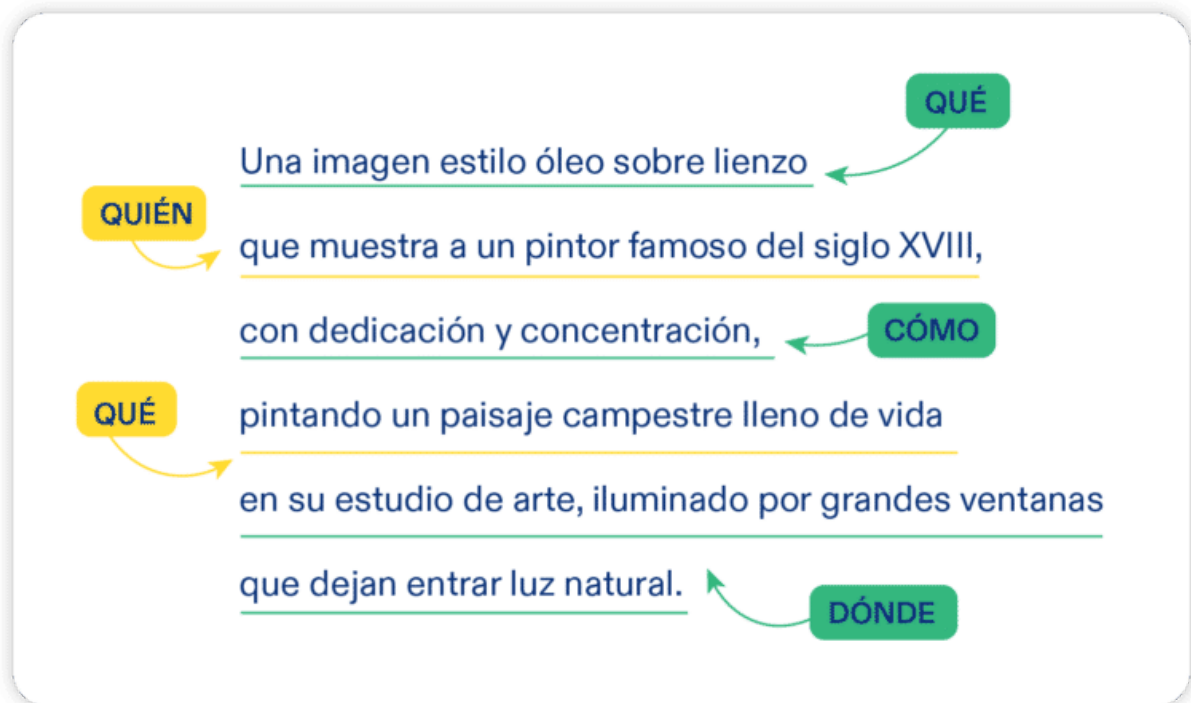 QUÉ
Una imagen estilo óleo sobre lienzo
QUIÉN
que muestra a un pintor famoso del siglo XVIII,
con dedicación y concentración,
CÓMO
QUÉ
pintando un paisaje campestre lleno de vida
en su estudio de arte, iluminado por grandes ventanas
que dejan entrar luz natural.
DÓNDE